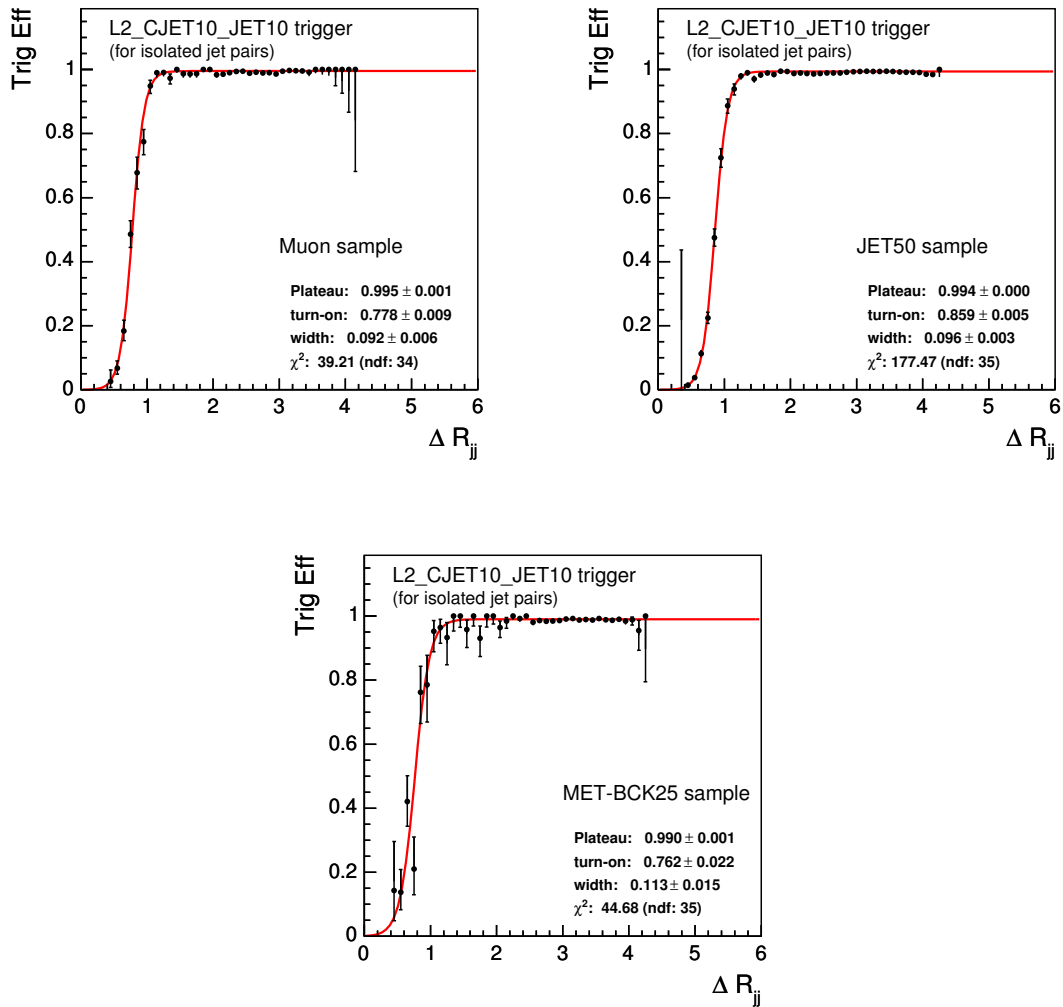 Trig Eff
L2_CJET10_JET10 trigger
(for isolated jet pairs)
1
0.8
0.6
0.4
0.2
0
Muon sample
Plateau: 0.995 ± 0.001
turn-on: 0.778 ± 0.009
width: 0.092 ± 0.006
χ²: 39.21 (ndf: 34)
0 1 2 3 4 5 6
Δ R_jj
Trig Eff
L2_CJET10_JET10 trigger
(for isolated jet pairs)
1
0.8
0.6
0.4
0.2
0
JET50 sample
Plateau: 0.994 ± 0.000
turn-on: 0.859 ± 0.005
width: 0.096 ± 0.003
χ²: 177.47 (ndf: 35)
0 1 2 3 4 5 6
Δ R_jj
Trig Eff
L2_CJET10_JET10 trigger
(for isolated jet pairs)
1
0.8
0.6
0.4
0.2
0
MET-BCK25 sample
Plateau: 0.990 ± 0.001
turn-on: 0.762 ± 0.022
width: 0.113 ± 0.015
χ²: 44.68 (ndf: 35)
0 1 2 3 4 5 6
Δ R_jj